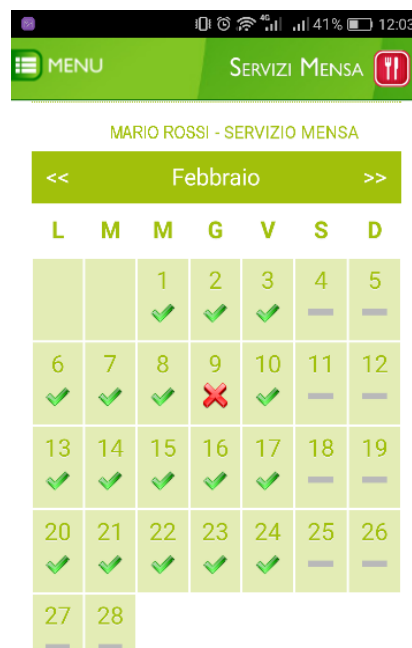 4G 41% 12:03
MENU SERVIZI MENSA
MARIO ROSSI - SERVIZIO MENSA
<< Febbraio >>
L M M G V S D
1 2 3 4 5
6 7 8 9 10 11 12
13 14 15 16 17 18 19
20 21 22 23 24 25 26
27 28